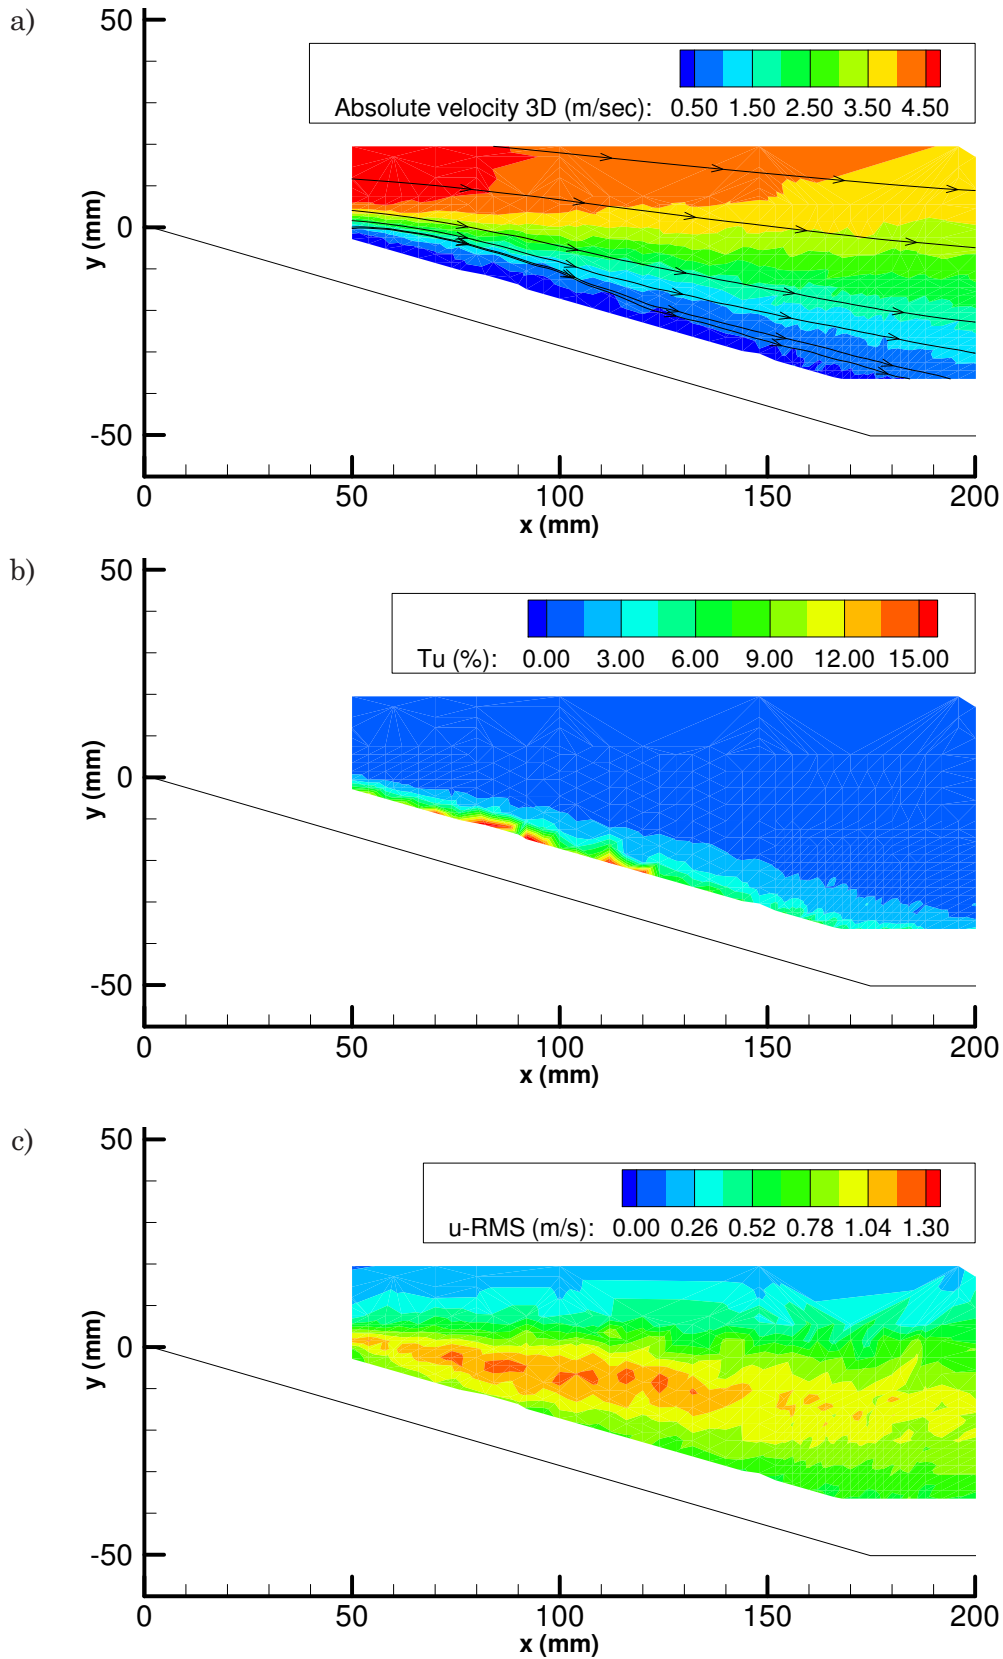 a)
50
0
-50
y (mm)
Absolute velocity 3D (m/sec): 0.50 1.50 2.50 3.50 4.50
0 50 100 150 200
x (mm)
b)
50
0
-50
y (mm)
Tu (%): 0.00 3.00 6.00 9.00 12.00 15.00
0 50 100 150 200
x (mm)
c)
50
0
-50
y (mm)
u-RMS (m/s): 0.00 0.26 0.52 0.78 1.04 1.30
0 50 100 150 200
x (mm)